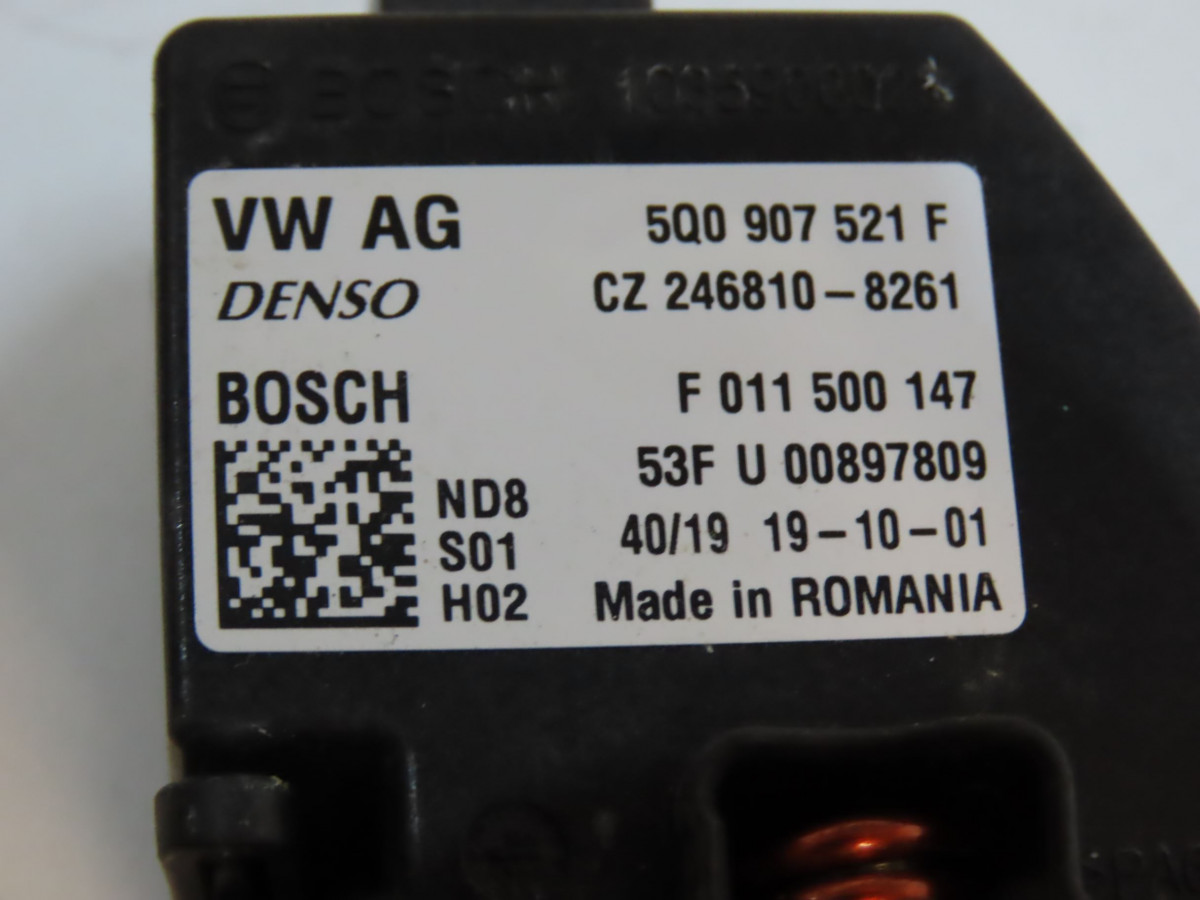 BOSCH
VW AG 5Q0 907 521 F
DENSO CZ 246810-8261
BOSCH F 011 500 147
53F U 00897809
ND8
S01 40/19 19-10-01
H02 Made in ROMANIA